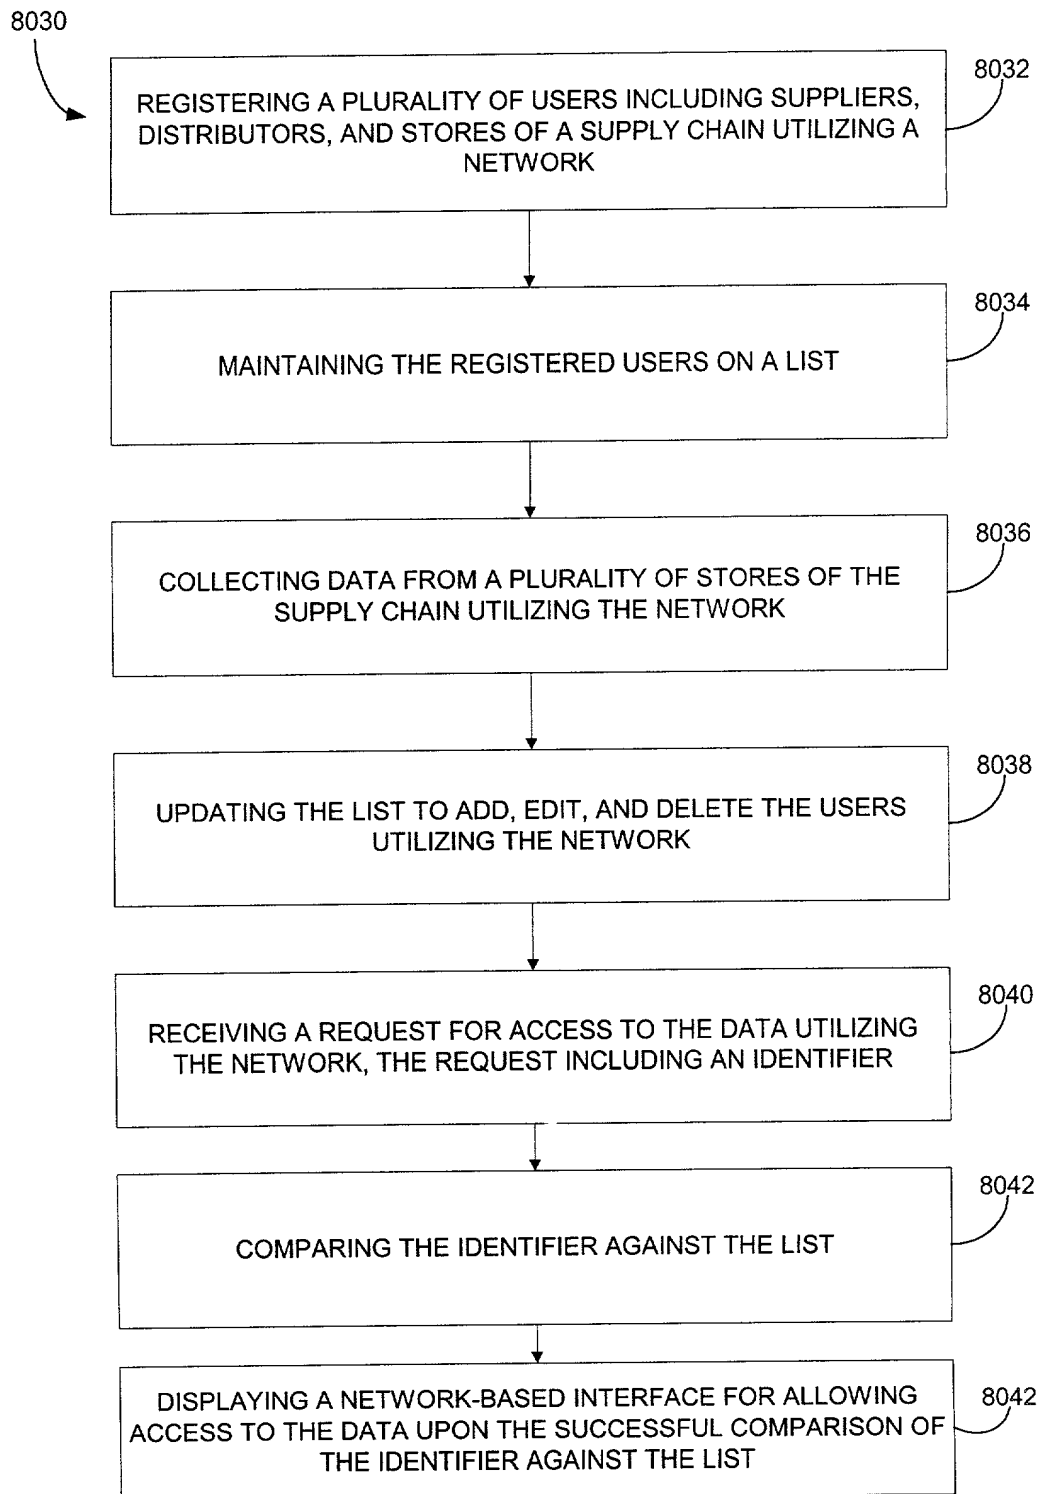 8030
8032
REGISTERING A PLURALITY OF USERS INCLUDING SUPPLIERS,
DISTRIBUTORS, AND STORES OF A SUPPLY CHAIN UTILIZING A
NETWORK
8034
MAINTAINING THE REGISTERED USERS ON A LIST
8036
COLLECTING DATA FROM A PLURALITY OF STORES OF THE
SUPPLY CHAIN UTILIZING THE NETWORK
8038
UPDATING THE LIST TO ADD, EDIT, AND DELETE THE USERS
UTILIZING THE NETWORK
8040
RECEIVING A REQUEST FOR ACCESS TO THE DATA UTILIZING
THE NETWORK, THE REQUEST INCLUDING AN IDENTIFIER
8042
COMPARING THE IDENTIFIER AGAINST THE LIST
8042
DISPLAYING A NETWORK-BASED INTERFACE FOR ALLOWING
ACCESS TO THE DATA UPON THE SUCCESSFUL COMPARISON OF
THE IDENTIFIER AGAINST THE LIST